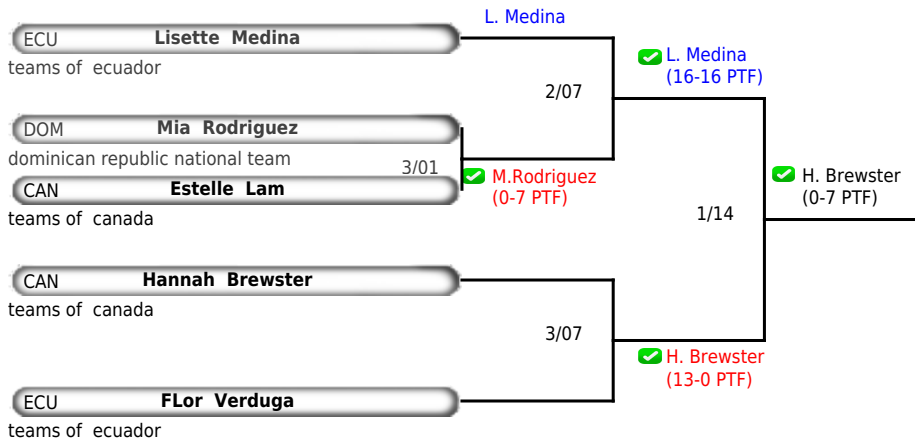 L. Medina
ECU Lisette Medina
teams of ecuador
L. Medina
(16-16 PTF)
2/07
DOM Mia Rodriguez
dominican republic national team
3/01
M.Rodriguez
(0-7 PTF)
CAN Estelle Lam
teams of canada
H. Brewster
(0-7 PTF)
1/14
CAN Hannah Brewster
teams of canada
3/07
H. Brewster
(13-0 PTF)
ECU FLor Verduga
teams of ecuador